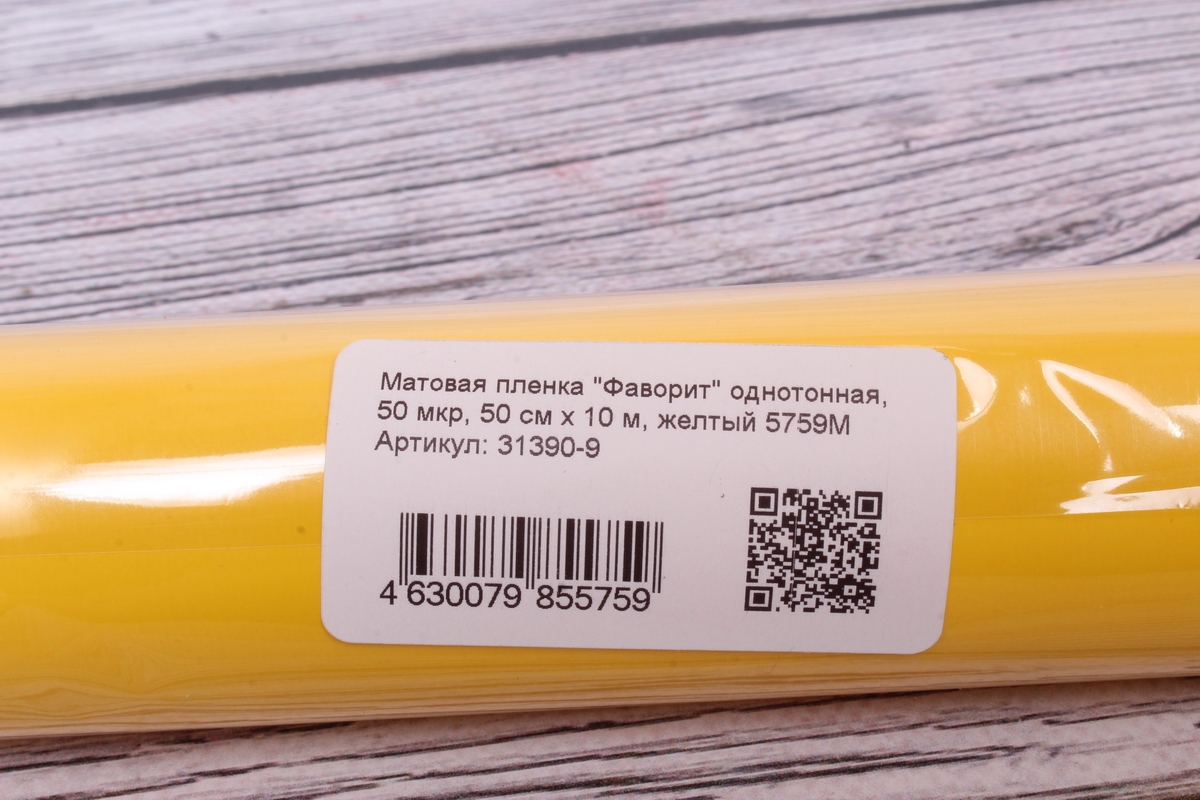 Матовая пленка "Фаворит" однотонная,
50 мкр, 50 см х 10 м, желтый 5759М
Артикул: 31390-9
4 630079 855759